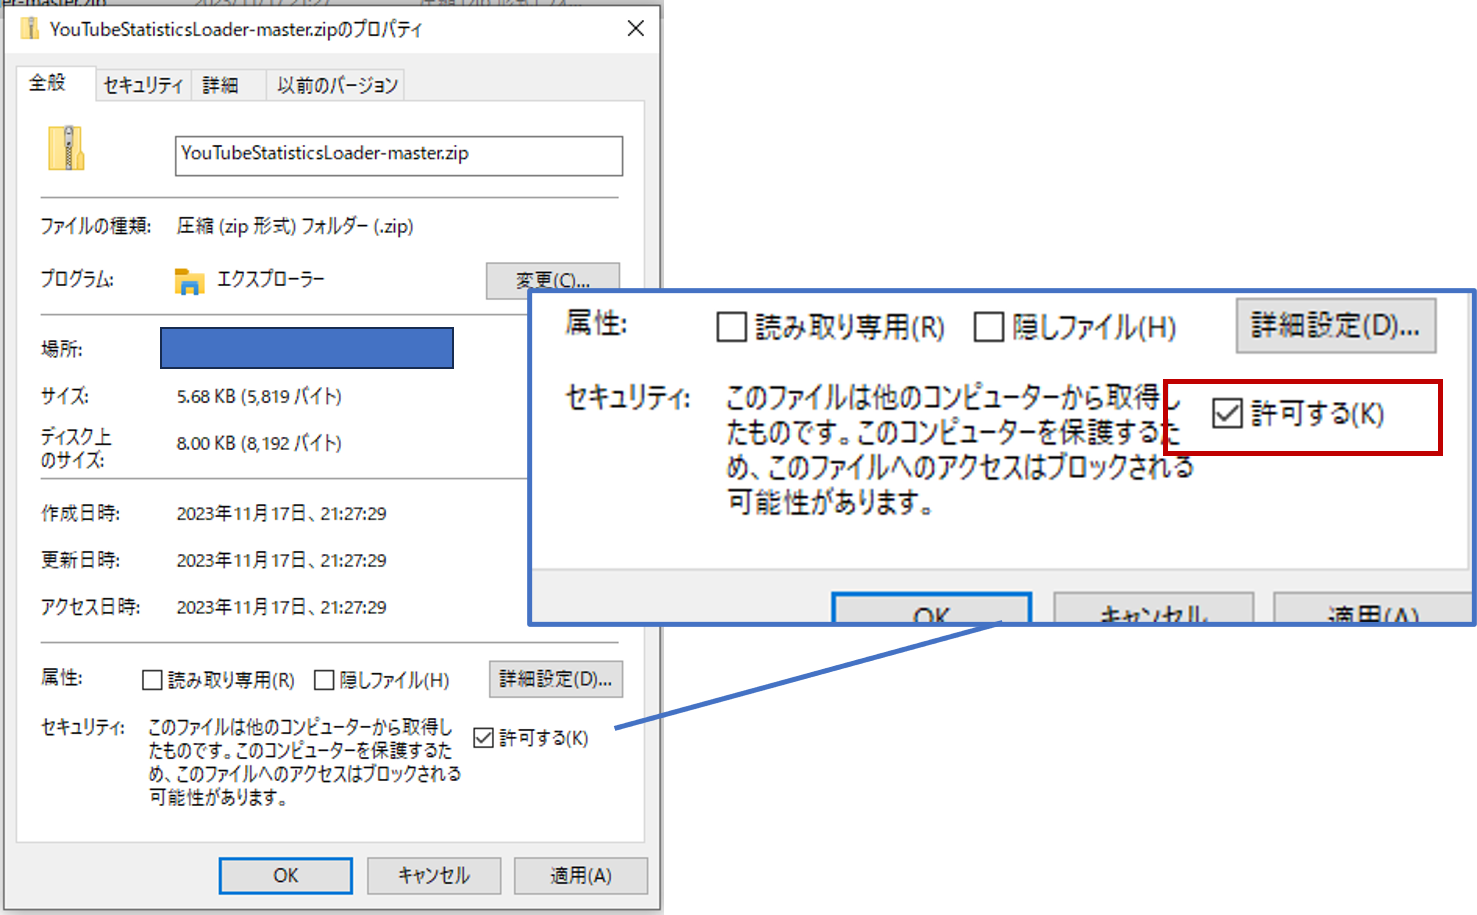 YouTubeStatisticsLoader-master.zipのプロパティ
全般
セキュリティ
詳細
以前のバージョン
YouTubeStatisticsLoader-master.zip
ファイルの種類: 圧縮 (zip 形式) フォルダー (.zip)
プログラム: エクスプローラー 変更(C)...
場所:
サイズ: 5.68 KB (5,819 バイト)
ディスク上
のサイズ: 8.00 KB (8,192 バイト)
作成日時: 2023年11月17日、21:27:29
更新日時: 2023年11月17日、21:27:29
アクセス日時: 2023年11月17日、21:27:29
属性: 読み取り専用(R) 隠しファイル(H) 詳細設定(D)...
セキュリティ: このファイルは他のコンピューターから取得し
たものです。このコンピューターを保護するた
め、このファイルへのアクセスはブロックされる
可能性があります。
許可する(K)
OK キャンセル 適用(A)
属性: 読み取り専用(R) 隠しファイル(H) 詳細設定(D)...
セキュリティ: このファイルは他のコンピューターから取得し
たものです。このコンピューターを保護するた
め、このファイルへのアクセスはブロックされる
可能性があります。
許可する(K)
OK キャンセル 適用(A)